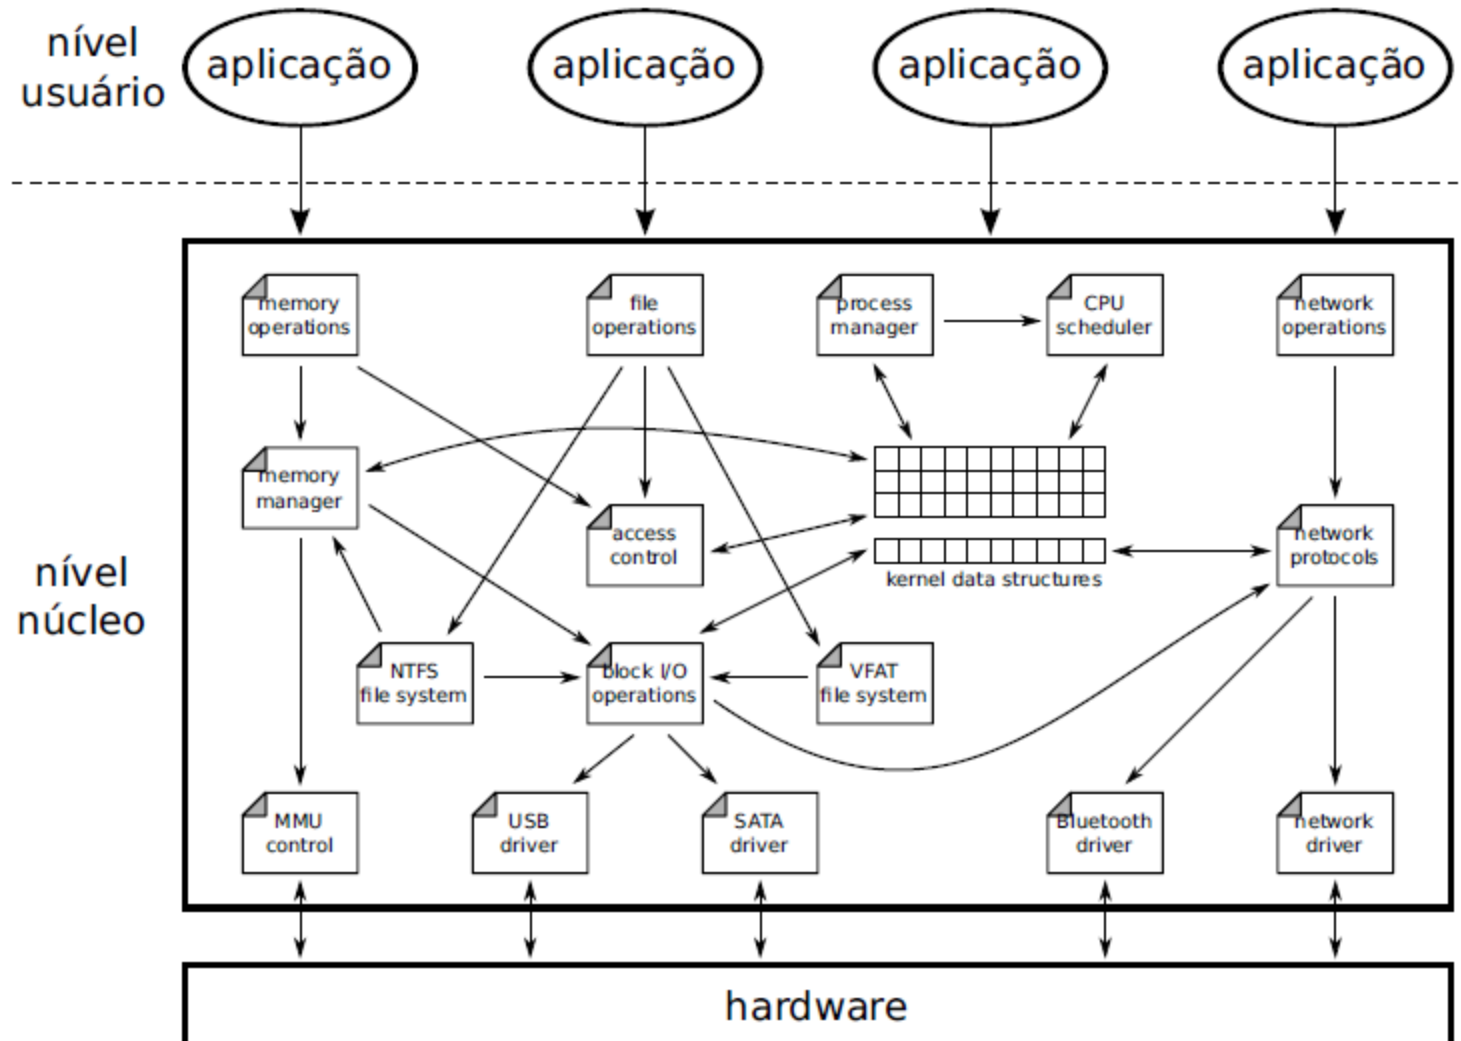 nível
usuário
aplicação
aplicação
aplicação
aplicação
memory
operations
file
operations
process
manager
CPU
scheduler
network
operations
memory
manager
access
control
kernel data structures
network
protocols
nível
núcleo
NTFS
file system
block I/O
operations
VFAT
file system
MMU
control
USB
driver
SATA
driver
Bluetooth
driver
network
driver
hardware